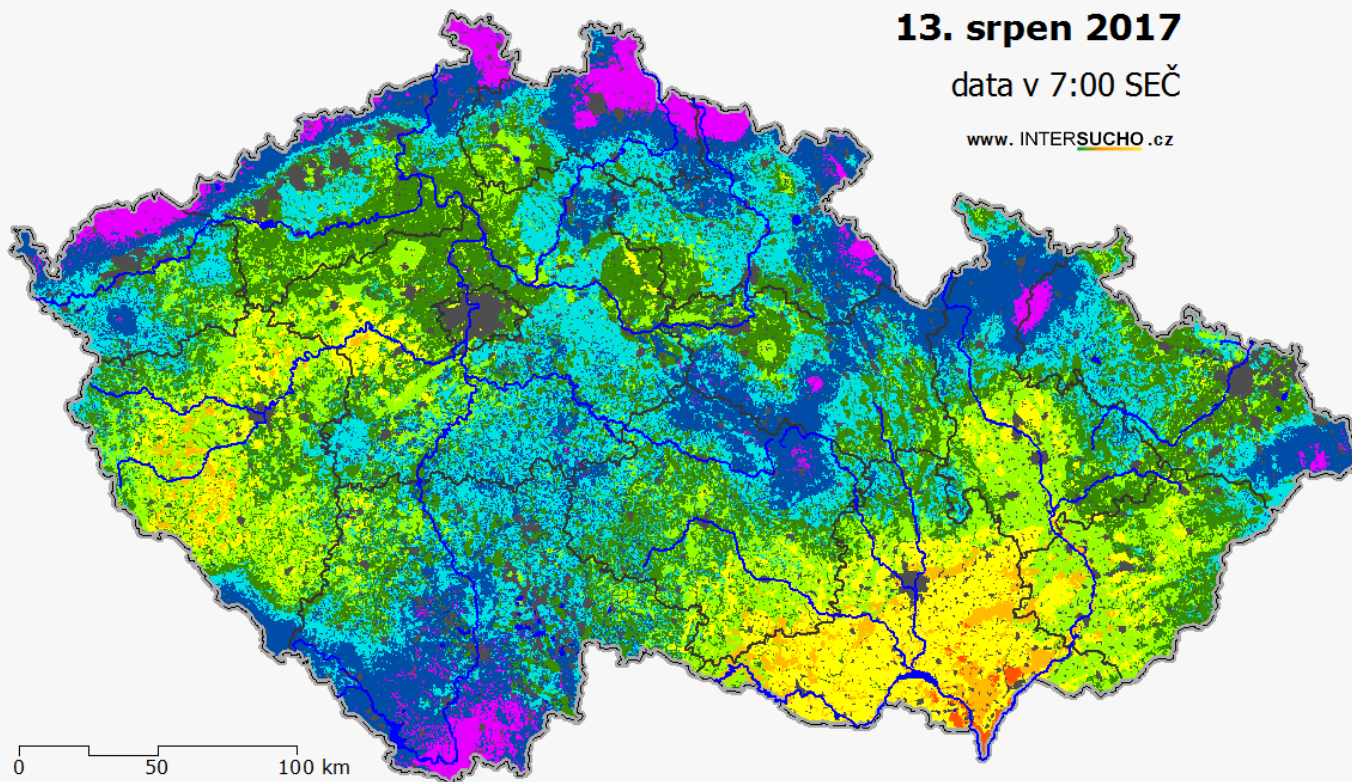 13. srpen 2017
data v 7:00 SEČ
www. INTERSUCHO .cz
0 50 100 km